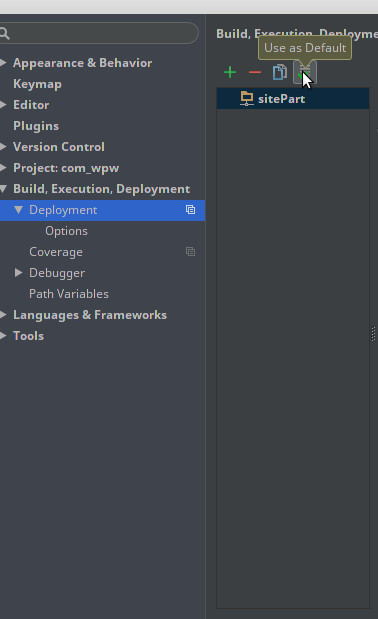 Build, Execution, Deployme
Use as Default
Appearance & Behavior
Keymap
Editor
Plugins
Version Control
Project: com_wpw
Build, Execution, Deployment
Deployment
Options
Coverage
Debugger
Path Variables
Languages & Frameworks
Tools
sitePart